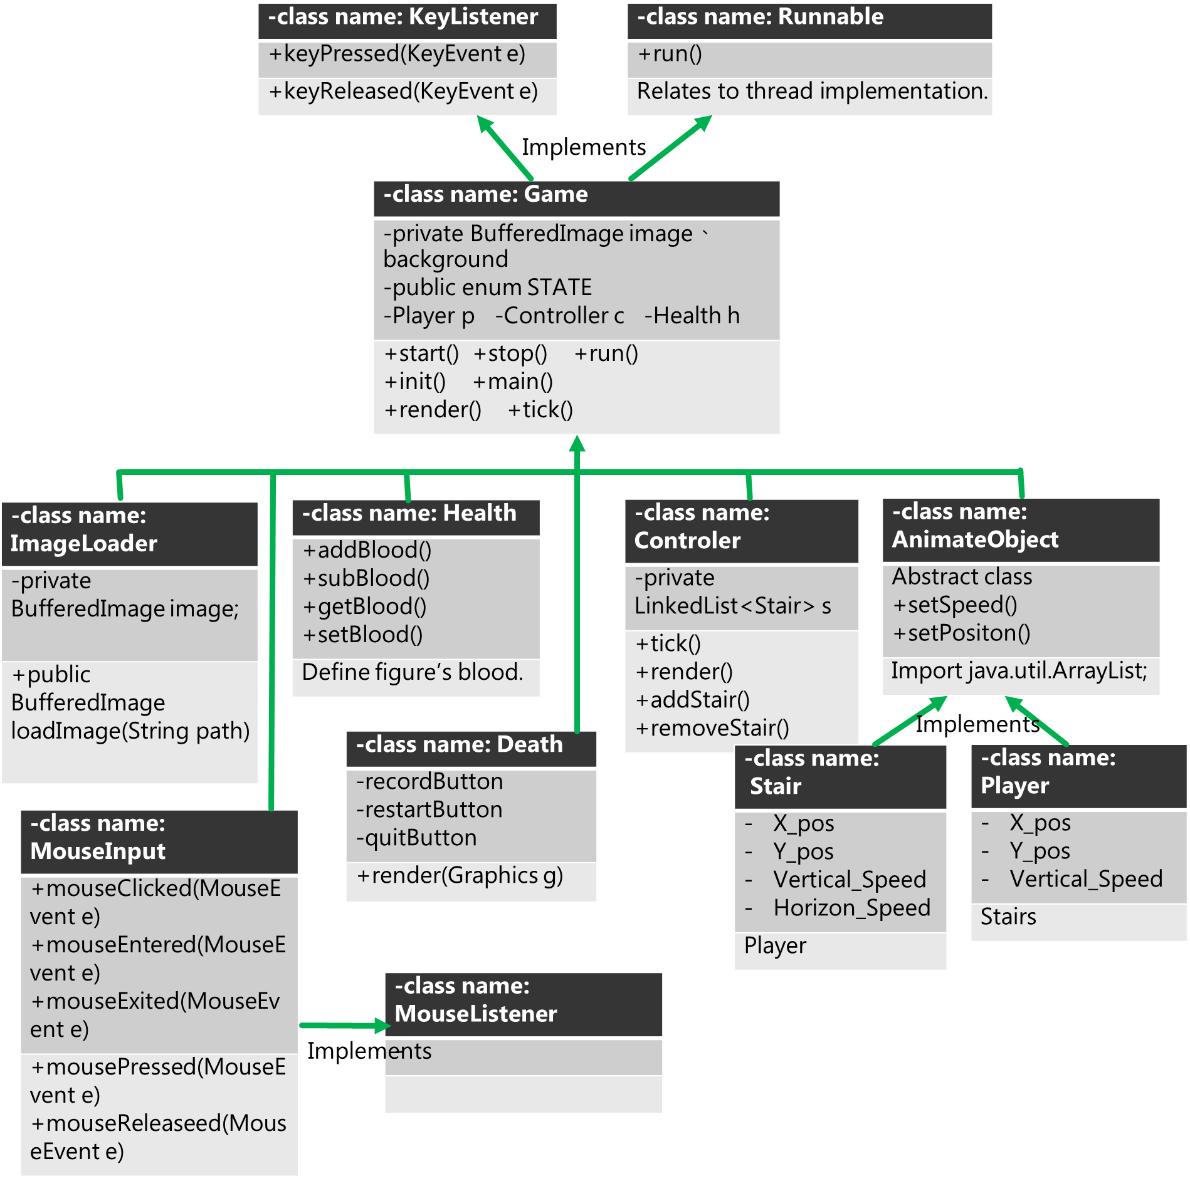 -class name: KeyListener
+keyPressed(KeyEvent e)
+keyReleased(KeyEvent e)
-class name: Runnable
+run()
Relates to thread implementation.
Implements
-class name: Game
-private BufferedImage image、
background
-public enum STATE
-Player p -Controller c -Health h
+start() +stop() +run()
+init() +main()
+render() +tick()
-class name:
ImageLoader
-private
BufferedImage image;
+public
BufferedImage
loadImage(String path)
-class name: Health
+addBlood()
+subBlood()
+getBlood()
+setBlood()
Define figure's blood.
-class name:
Controler
-private
LinkedList<Stair> s
+tick()
+render()
+addStair()
+removeStair()
-class name:
AnimateObject
Abstract class
+setSpeed()
+setPositon()
Import java.util.ArrayList;
Implements
-class name: Death
-recordButton
-restartButton
-quitButton
+render(Graphics g)
-class name:
Stair
- X_pos
- Y_pos
- Vertical_Speed
- Horizon_Speed
Player
-class name:
Player
- X_pos
- Y_pos
- Vertical_Speed
Stairs
-class name:
MouseInput
+mouseClicked(MouseE
vent e)
+mouseEntered(MouseE
vent e)
+mouseExited(MouseEv
ent e)
+mousePressed(MouseE
vent e)
+mouseReleaseed(Mous
eEvent e)
Implements
-class name:
MouseListener
-